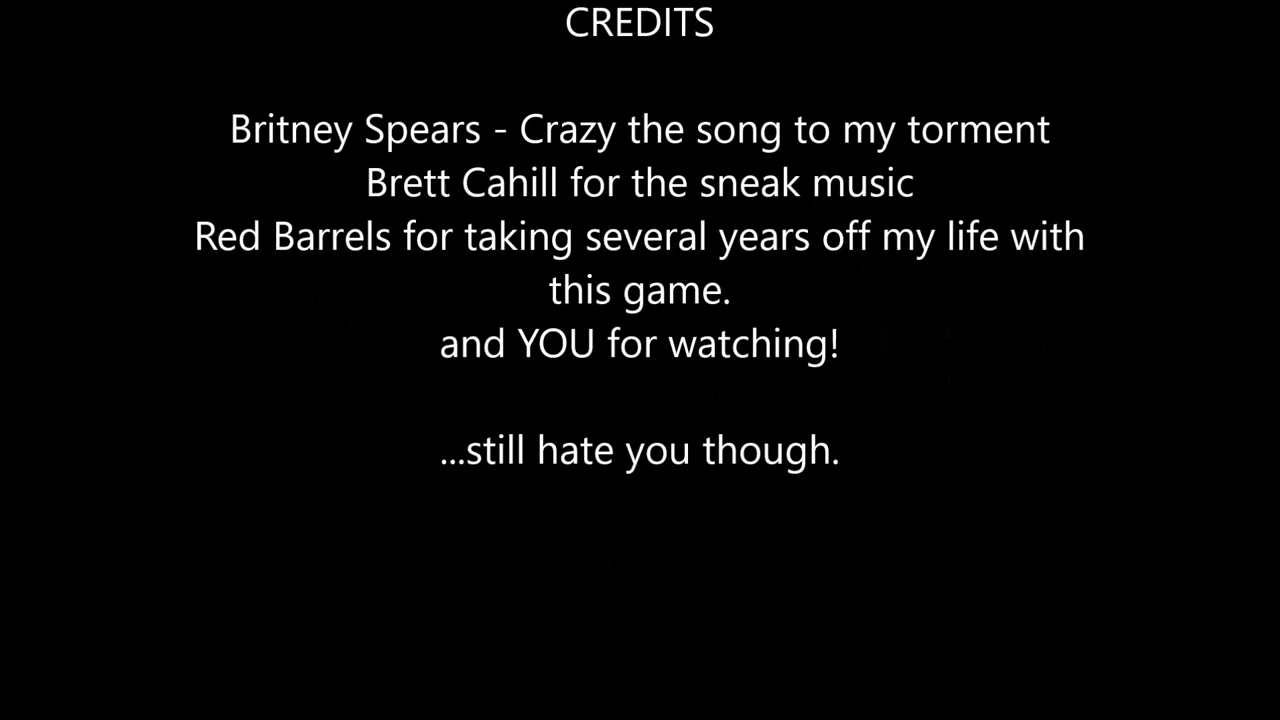 CREDITS
Britney Spears - Crazy the song to my torment
Brett Cahill for the sneak music
Red Barrels for taking several years off my life with
this game.
and YOU for watching!
...still hate you though.